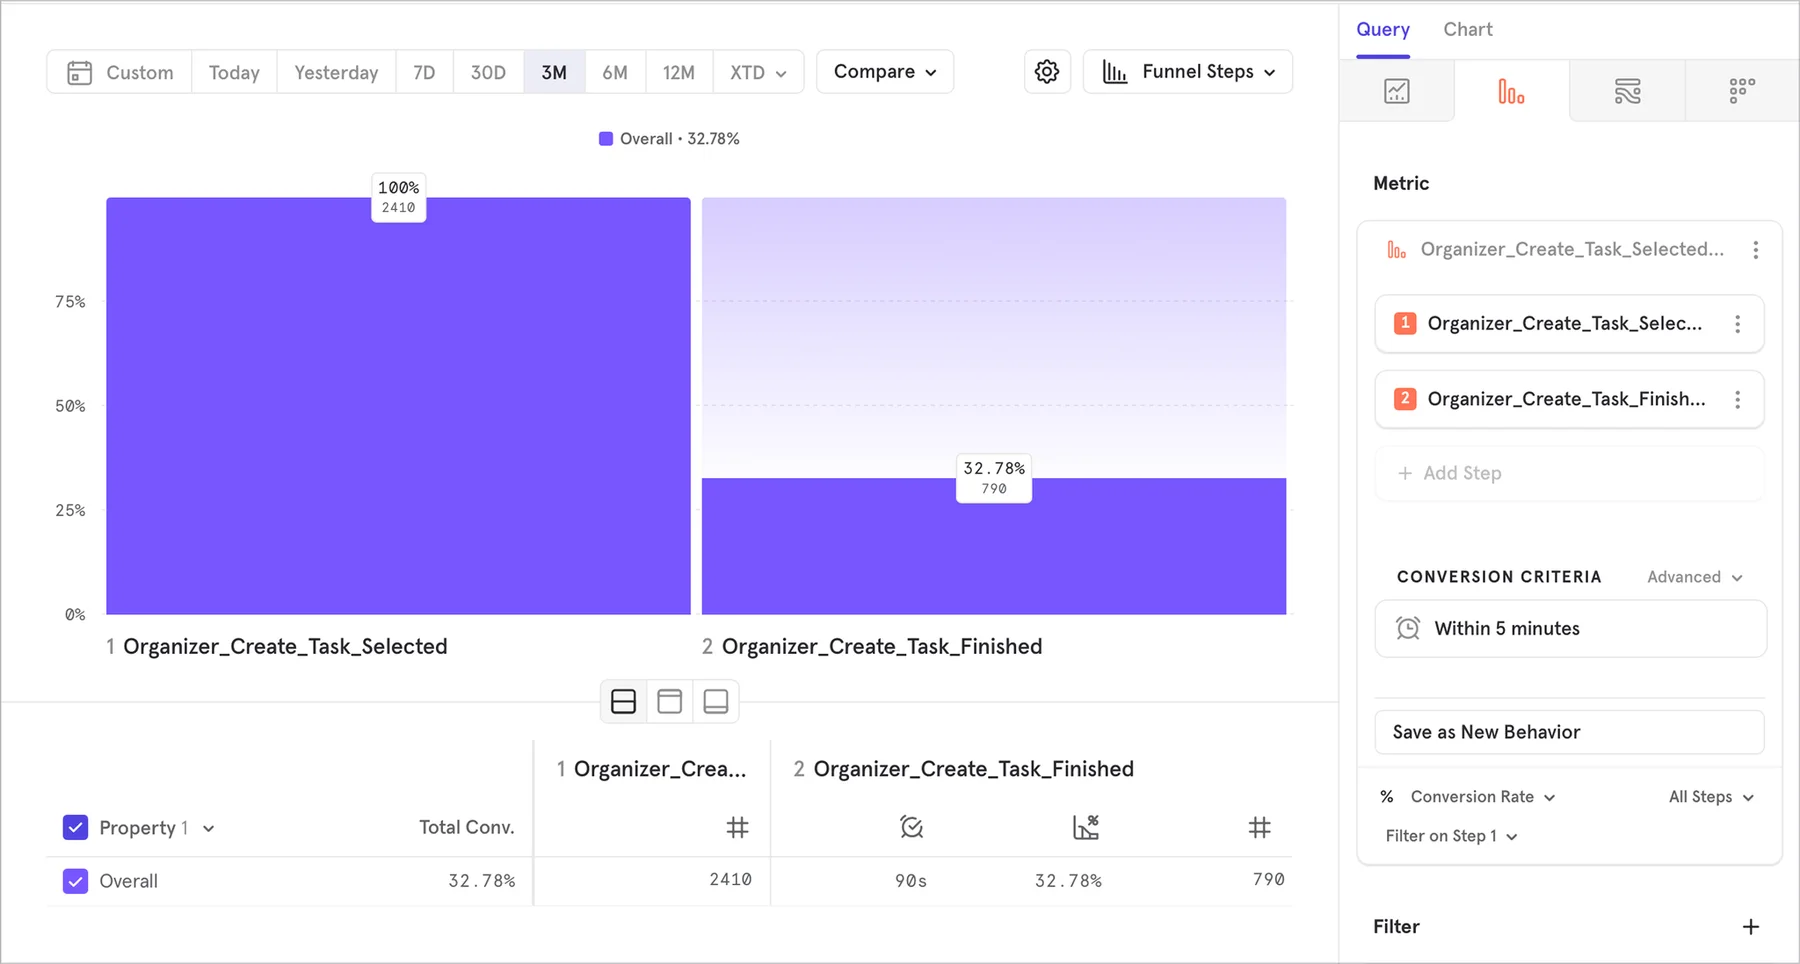 Custom Today Yesterday 7D 30D 3M 6M 12M XTD Compare Funnel Steps
Overall • 32.78%
100%
2410
75%
50%
25%
0%
32.78%
790
1 Organizer_Create_Task_Selected
2 Organizer_Create_Task_Finished
1 Organizer_Crea...
2 Organizer_Create_Task_Finished
Property 1 Total Conv.
Overall 32.78% 2410 90s 32.78% 790
Query Chart
Metric
Organizer_Create_Task_Selected...
1 Organizer_Create_Task_Selec...
2 Organizer_Create_Task_Finish...
+ Add Step
CONVERSION CRITERIA Advanced
Within 5 minutes
Save as New Behavior
% Conversion Rate All Steps
Filter on Step 1
Filter +